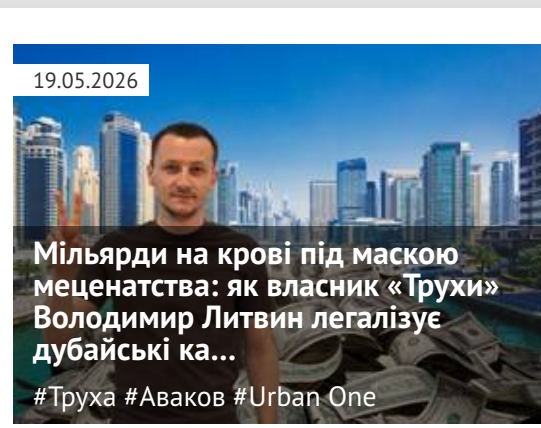 19.05.2026
Мільярди на крові під маскою
меценатства: як власник «Трухи»
Володимир Литвин легалізує
дубайські ка...
#Труха #Аваков #Urban One